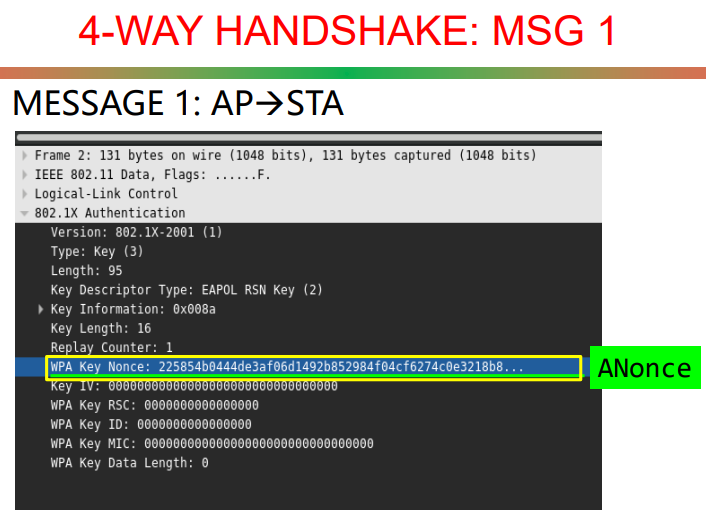 4-WAY HANDSHAKE: MSG 1
MESSAGE 1: AP→STA
Frame 2: 131 bytes on wire (1048 bits), 131 bytes captured (1048 bits)
IEEE 802.11 Data, Flags: ......F.
Logical-Link Control
802.1X Authentication
Version: 802.1X-2001 (1)
Type: Key (3)
Length: 95
Key Descriptor Type: EAPOL RSN Key (2)
Key Information: 0x008a
Key Length: 16
Replay Counter: 1
WPA Key Nonce: 225854b0444de3af06d1492b852984f04cf6274c0e3218b8...
ANonce
Key IV: 00000000000000000000000000000000
WPA Key RSC: 0000000000000000
WPA Key ID: 0000000000000000
WPA Key MIC: 00000000000000000000000000000000
WPA Key Data Length: 0